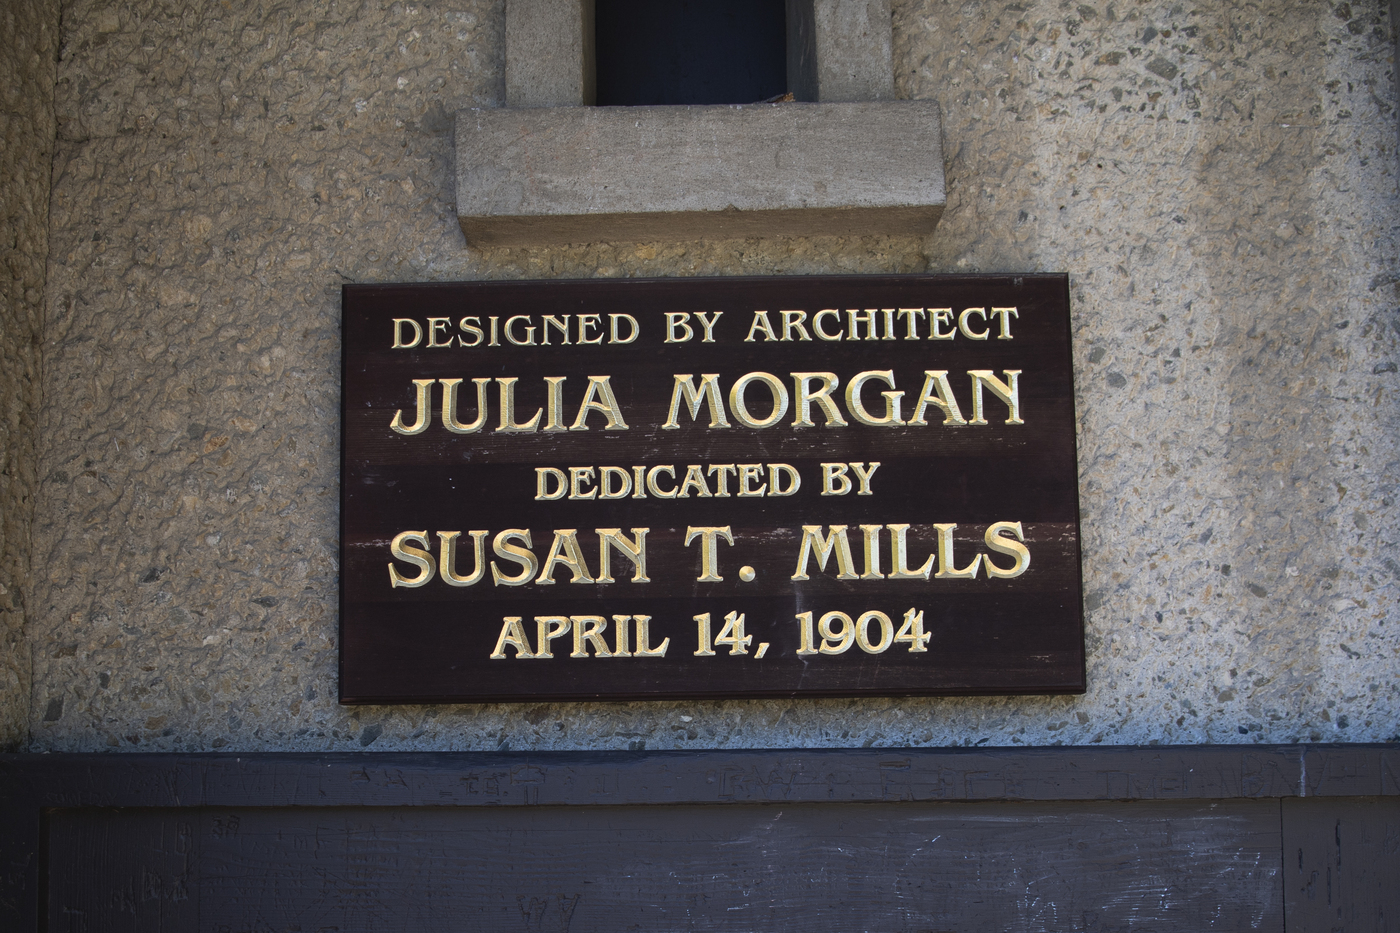 DESIGNED BY ARCHITECT
JULIA MORGAN
DEDICATED BY
SUSAN T. MILLS
APRIL 14, 1904